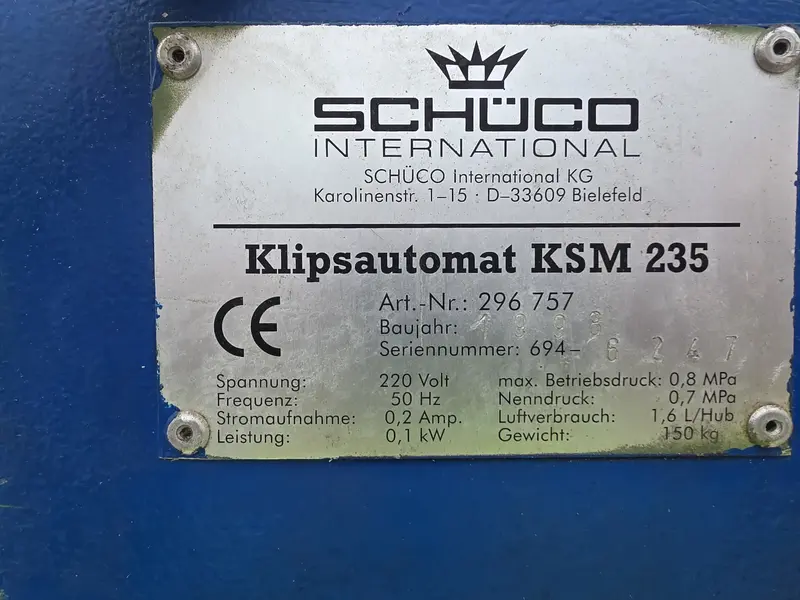 SCHÜCO
INTERNATIONAL
SCHÜCO International KG
Karolinenstr. 1–15 : D–33609 Bielefeld
Klipsautomat KSM 235
CE
Art.-Nr.: 296 757
Baujahr: 1998
Seriennummer: 694– 6247
Spannung: 220 Volt
Frequenz: 50 Hz
Stromaufnahme: 0,2 Amp.
Leistung: 0,1 kW
max. Betriebsdruck: 0,8 MPa
Nenndruck: 0,7 MPa
Luftverbrauch: 1,6 L/Hub
Gewicht: 150 kg